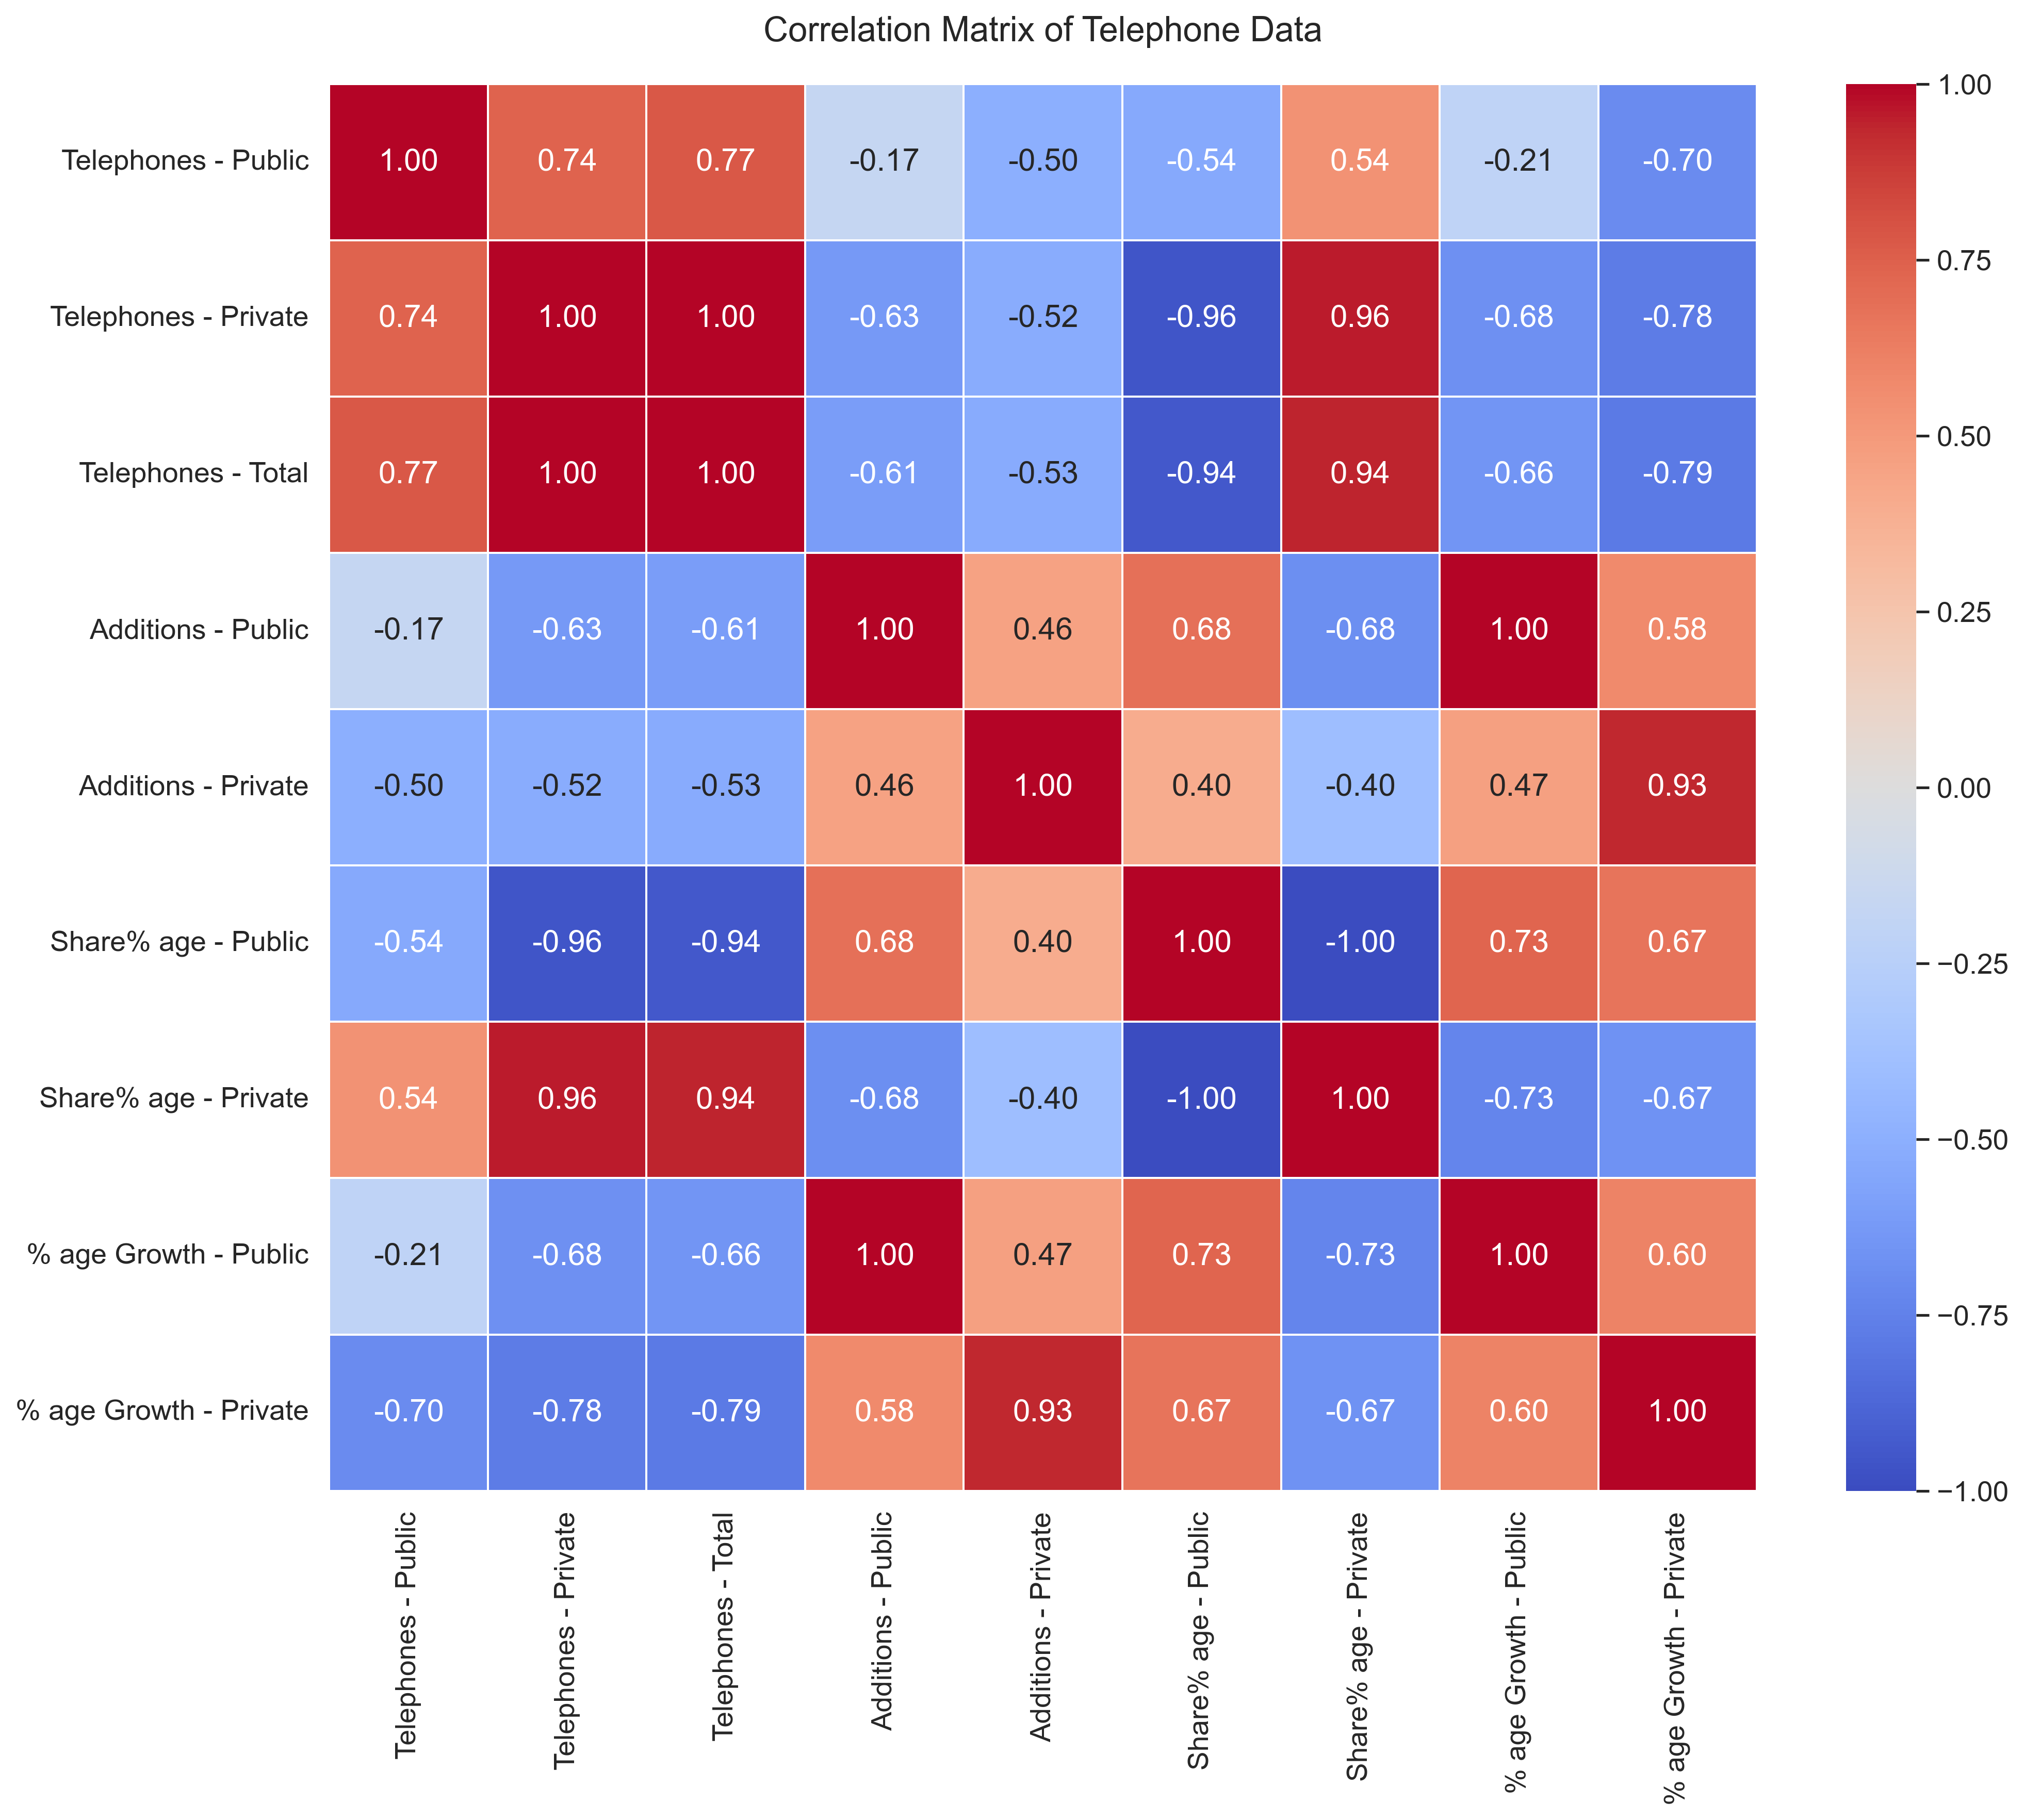 Correlation Matrix of Telephone Data
Telephones - Public 1.00 0.74 0.77 -0.17 -0.50 -0.54 0.54 -0.21 -0.70
Telephones - Private 0.74 1.00 1.00 -0.63 -0.52 -0.96 0.96 -0.68 -0.78
Telephones - Total 0.77 1.00 1.00 -0.61 -0.53 -0.94 0.94 -0.66 -0.79
Additions - Public -0.17 -0.63 -0.61 1.00 0.46 0.68 -0.68 1.00 0.58
Additions - Private -0.50 -0.52 -0.53 0.46 1.00 0.40 -0.40 0.47 0.93
Share% age - Public -0.54 -0.96 -0.94 0.68 0.40 1.00 -1.00 0.73 0.67
Share% age - Private 0.54 0.96 0.94 -0.68 -0.40 -1.00 1.00 -0.73 -0.67
% age Growth - Public -0.21 -0.68 -0.66 1.00 0.47 0.73 -0.73 1.00 0.60
% age Growth - Private -0.70 -0.78 -0.79 0.58 0.93 0.67 -0.67 0.60 1.00
Telephones - Public
Telephones - Private
Telephones - Total
Additions - Public
Additions - Private
Share% age - Public
Share% age - Private
% age Growth - Public
% age Growth - Private
1.00
0.75
0.50
0.25
0.00
−0.25
−0.50
−0.75
−1.00